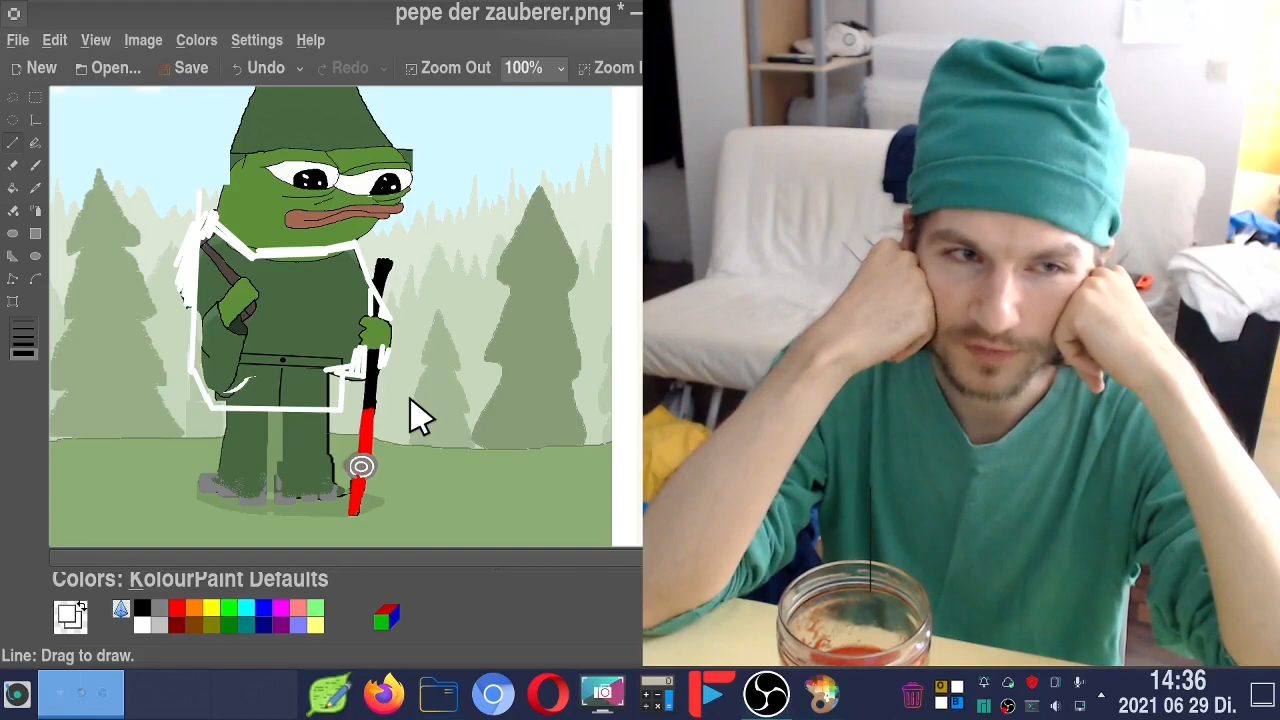 pepe der zauberer.png * —
File Edit View Image Colors Settings Help
New Open... Save Undo Redo Zoom Out 100% Zoom
Colors: KolourPaint Defaults
Line: Drag to draw.
14:36
2021 06 29 Di.